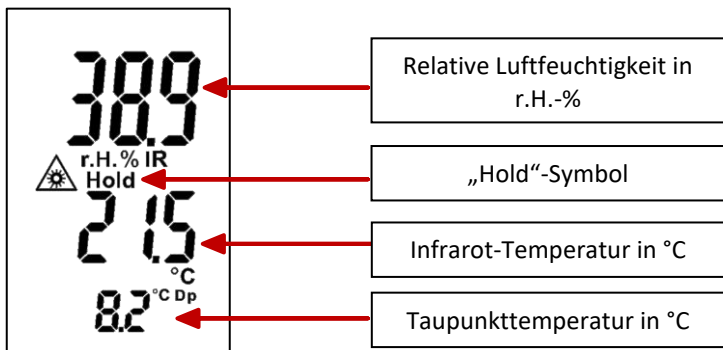 38.9
Relative Luftfeuchtigkeit in
r.H.-%
r.H.% IR
Hold
„Hold“-Symbol
21.5
°C
Infrarot-Temperatur in °C
8.2 °C Dp
Taupunkttemperatur in °C